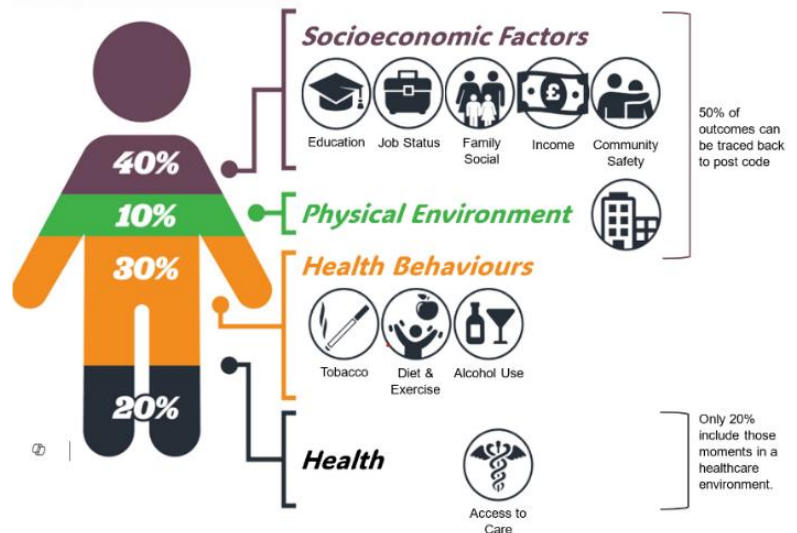 Socioeconomic Factors
£
Education Job Status Family Social Income Community Safety
50% of
outcomes can
be traced back
to post code
40%
10%
Physical Environment
30%
Health Behaviours
Tobacco Diet & Exercise Alcohol Use
20%
Health
Access to
Care
Only 20%
include those
moments in a
healthcare
environment.